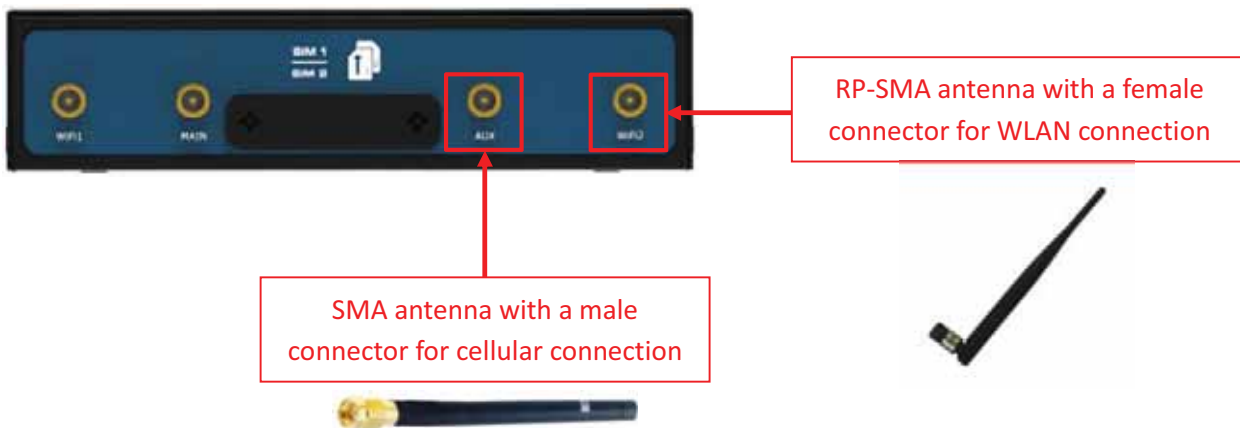 SIM 1
SIM 2
WiFi1
MAIN
AUX
WiFi2
RP-SMA antenna with a female
connector for WLAN connection
SMA antenna with a male
connector for cellular connection